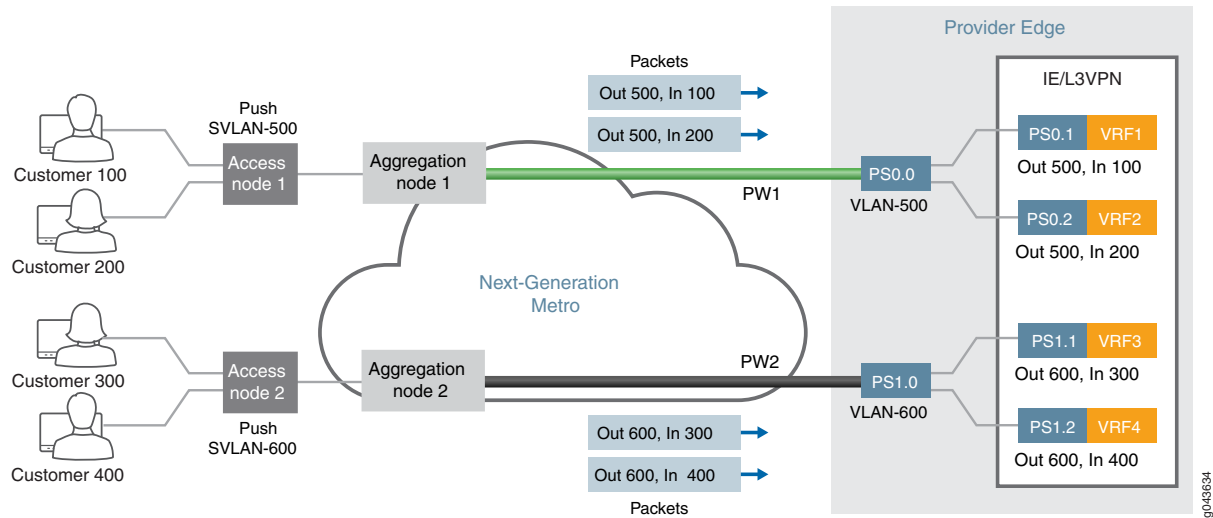 Provider Edge
Packets
IE/L3VPN
Out 500, In 100
Push
SVLAN-500
PS0.1
VRF1
Out 500, In 200
Access
node 1
Aggregation
node 1
PS0.0
Out 500, In 100
Customer 100
PW1
VLAN-500
PS0.2
VRF2
Out 500, In 200
Customer 200
Next-Generation
Metro
PS1.1
VRF3
PW2
Out 600, In 300
Customer 300
Access
node 2
Aggregation
node 2
PS1.0
VLAN-600
PS1.2
VRF4
Push
SVLAN-600
Out 600, In 300
Out 600, In 400
Customer 400
Out 600, In 400
Packets
g043634